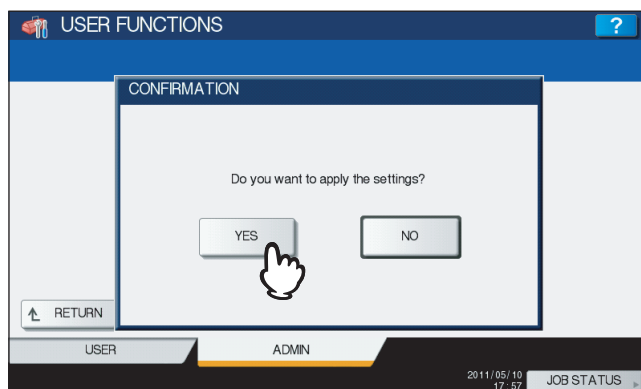 USER FUNCTIONS
?
CONFIRMATION
Do you want to apply the settings?
YES
NO
RETURN
USER
ADMIN
2011/05/10
17:57
JOB STATUS